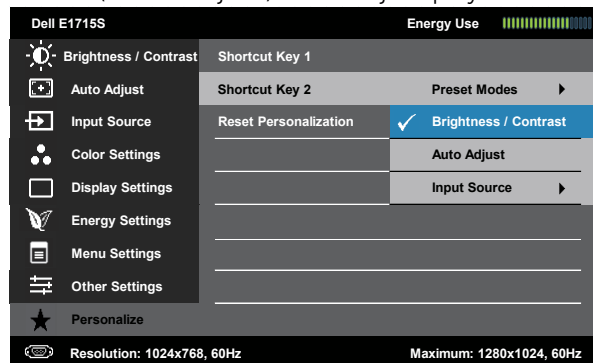 Dell E1715S Energy Use
Brightness / Contrast Shortcut Key 1
Auto Adjust Shortcut Key 2 Preset Modes
Input Source Reset Personalization Brightness / Contrast
Color Settings Auto Adjust
Display Settings Input Source
Energy Settings
Menu Settings
Other Settings
Personalize
Resolution: 1024x768, 60Hz Maximum: 1280x1024, 60Hz